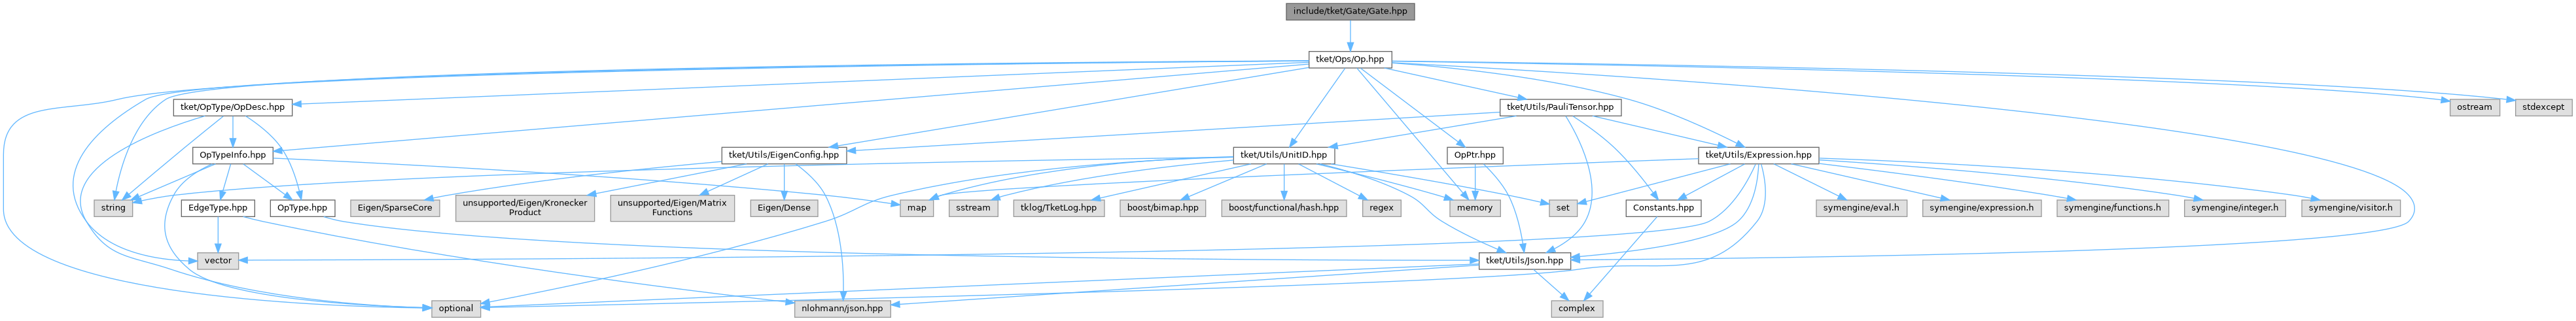 include/tket/Gate/Gate.hpp
tket/Ops/Op.hpp
tket/OpType/OpDesc.hpp
tket/Utils/PauliTensor.hpp
ostream
stdexcept
OpTypeInfo.hpp
tket/Utils/EigenConfig.hpp
tket/Utils/UnitID.hpp
OpPtr.hpp
tket/Utils/Expression.hpp
string
EdgeType.hpp
OpType.hpp
Eigen/SparseCore
unsupported/Eigen/Kronecker
Product
unsupported/Eigen/Matrix
Functions
Eigen/Dense
map
sstream
tklog/TketLog.hpp
boost/bimap.hpp
boost/functional/hash.hpp
regex
memory
set
Constants.hpp
symengine/eval.h
symengine/expression.h
symengine/functions.h
symengine/integer.h
symengine/visitor.h
vector
tket/Utils/Json.hpp
optional
nlohmann/json.hpp
complex